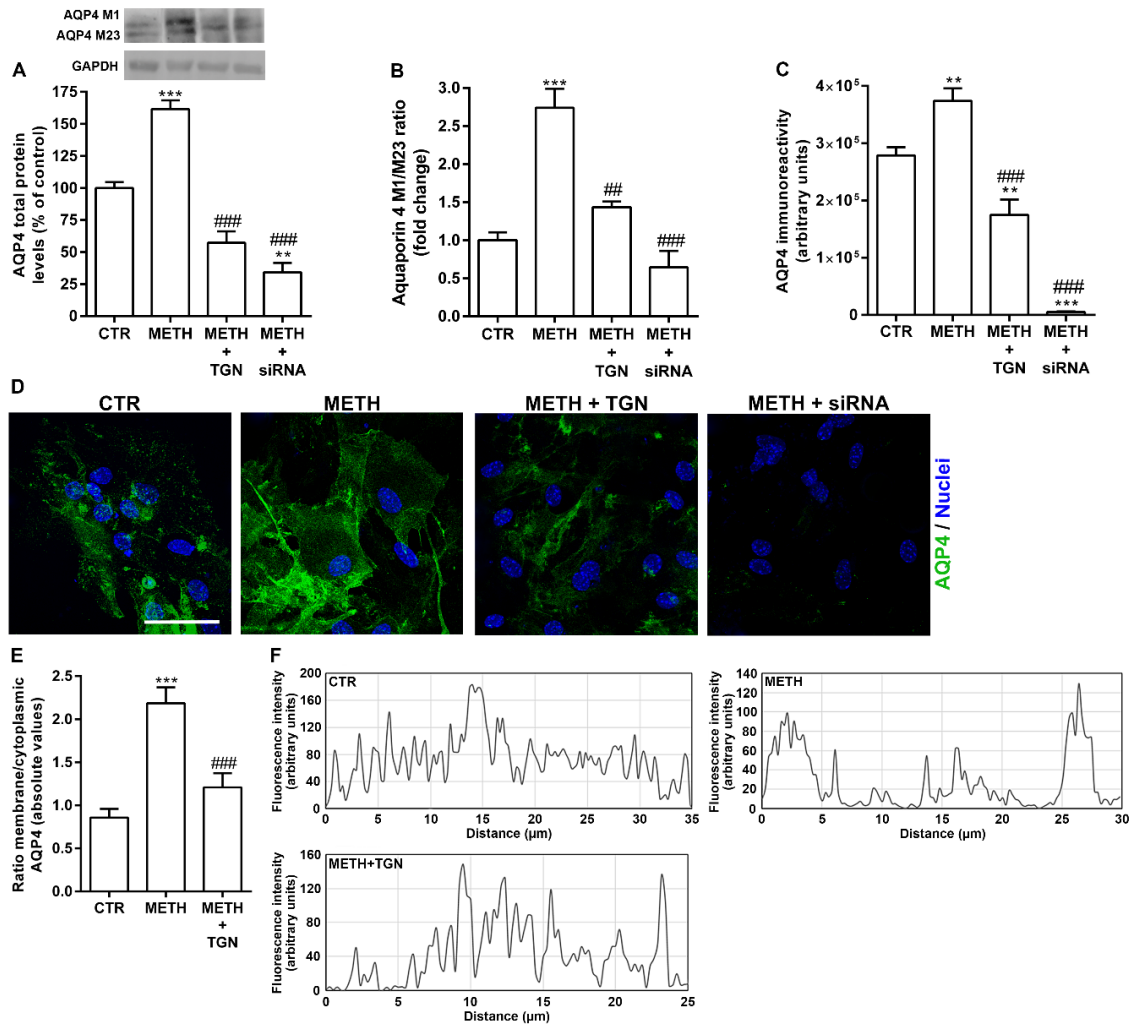 AQP4 M1
AQP4 M23
GAPDH
A
AQP4 total protein
levels (% of control)
175
150
125
100
75
50
25
0
***
###
###
**
CTR
METH
METH
+
TGN
METH
+
siRNA
B
Aquaporin 4 M1/M23 ratio
(fold change)
3.0
2.5
2.0
1.5
1.0
0.5
0.0
***
##
###
CTR
METH
METH
+
TGN
METH
+
siRNA
C
AQP4 immunoreactivity
(arbitrary units)
4×10⁵
3×10⁵
2×10⁵
1×10⁵
0
**
###
**
###
***
CTR
METH
METH
+
TGN
METH
+
siRNA
D
CTR
METH
METH + TGN
METH + siRNA
AQP4 / Nuclei
E
Ratio membrane/cytoplasmic
AQP4 (absolute values)
2.5
2.0
1.5
1.0
0.5
0.0
***
###
CTR
METH
METH
+
TGN
F
CTR
Fluorescence intensity
(arbitrary units)
200
160
120
80
40
0
0 5 10 15 20 25 30 35
Distance (µm)
METH
Fluorescence intensity
(arbitrary units)
140
120
100
80
60
40
20
0
0 5 10 15 20 25 30
Distance (µm)
METH+TGN
Fluorescence intensity
(arbitrary units)
160
120
80
40
0
0 5 10 15 20 25
Distance (µm)